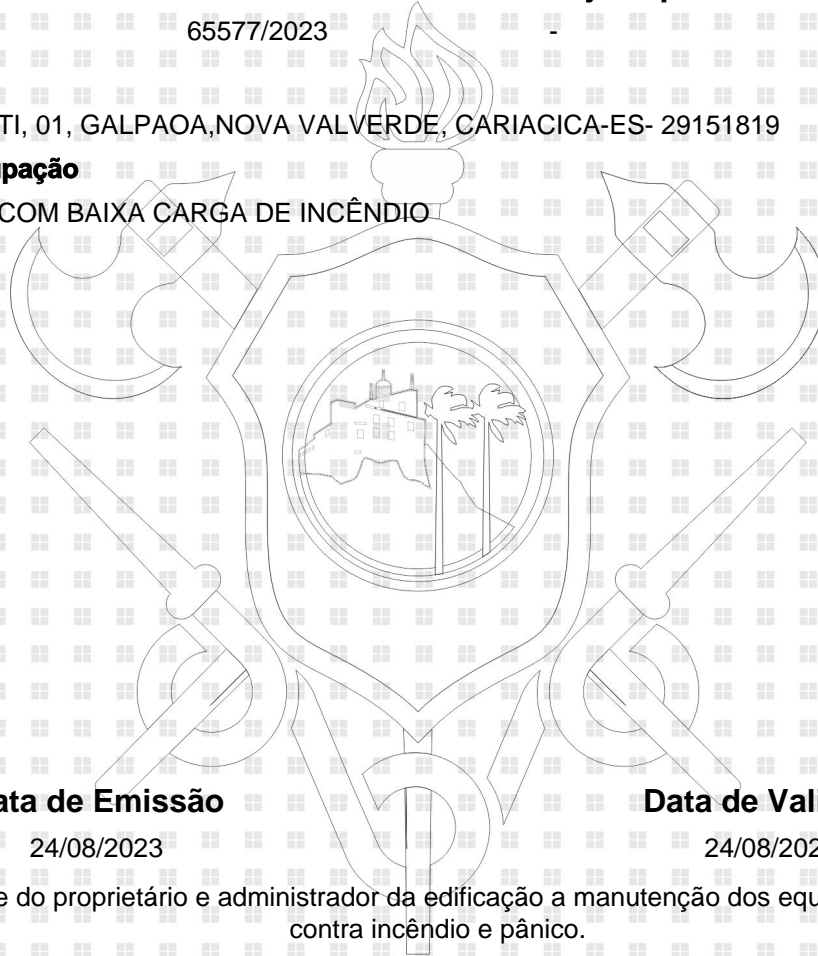 65577/2023 -
TI, 01, GALPAOA,NOVA VALVERDE, CARIACICA-ES- 29151819
pação
COM BAIXA CARGA DE INCÊNDIO
ata de Emissão Data de Vali
24/08/2023 24/08/202
e do proprietário e administrador da edificação a manutenção dos equ
contra incêndio e pânico.